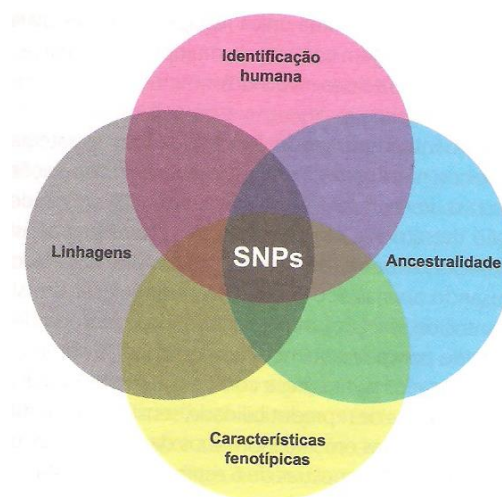 Identificação
humana
Linhagens
SNPs
Ancestralidade
Características
fenotípicas